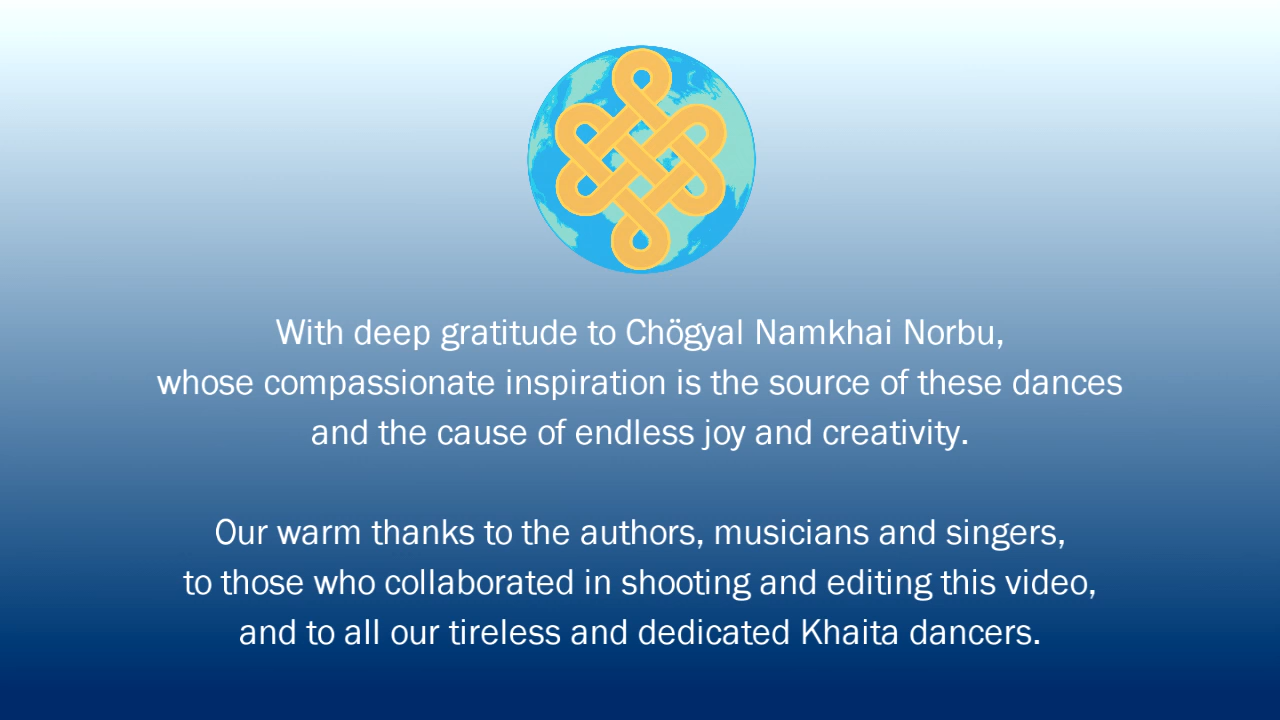 With deep gratitude to Chögyal Namkhai Norbu,
whose compassionate inspiration is the source of these dances
and the cause of endless joy and creativity.
Our warm thanks to the authors, musicians and singers,
to those who collaborated in shooting and editing this video,
and to all our tireless and dedicated Khaita dancers.